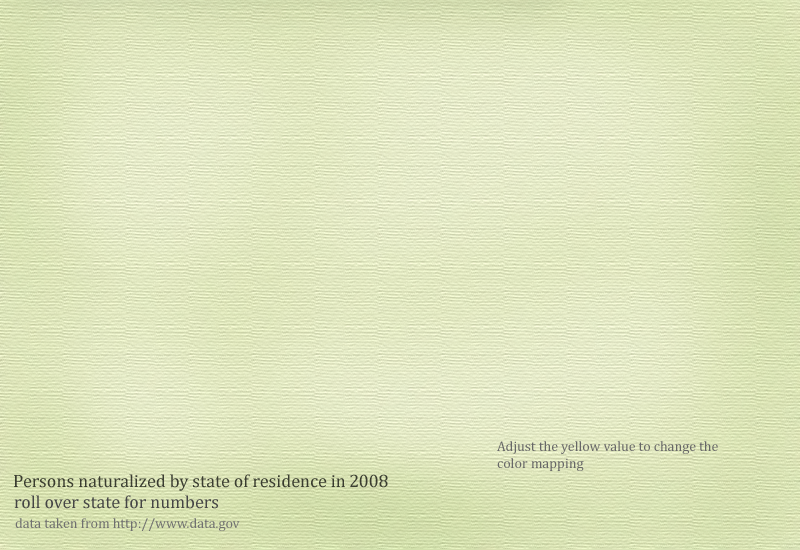 Adjust the yellow value to change the
color mapping
Persons naturalized by state of residence in 2008
roll over state for numbers
data taken from http://www.data.gov